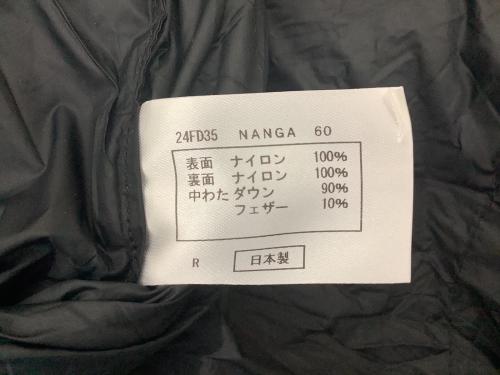 24FD35 NANGA 60
表面 ナイロン 100%
裏面 ナイロン 100%
中わた ダウン 90%
フェザー 10%
R 日本製